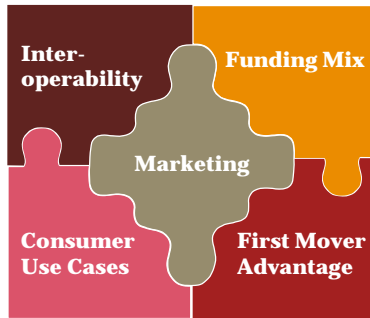 Inter-
operability
Funding Mix
Marketing
Consumer
Use Cases
First Mover
Advantage